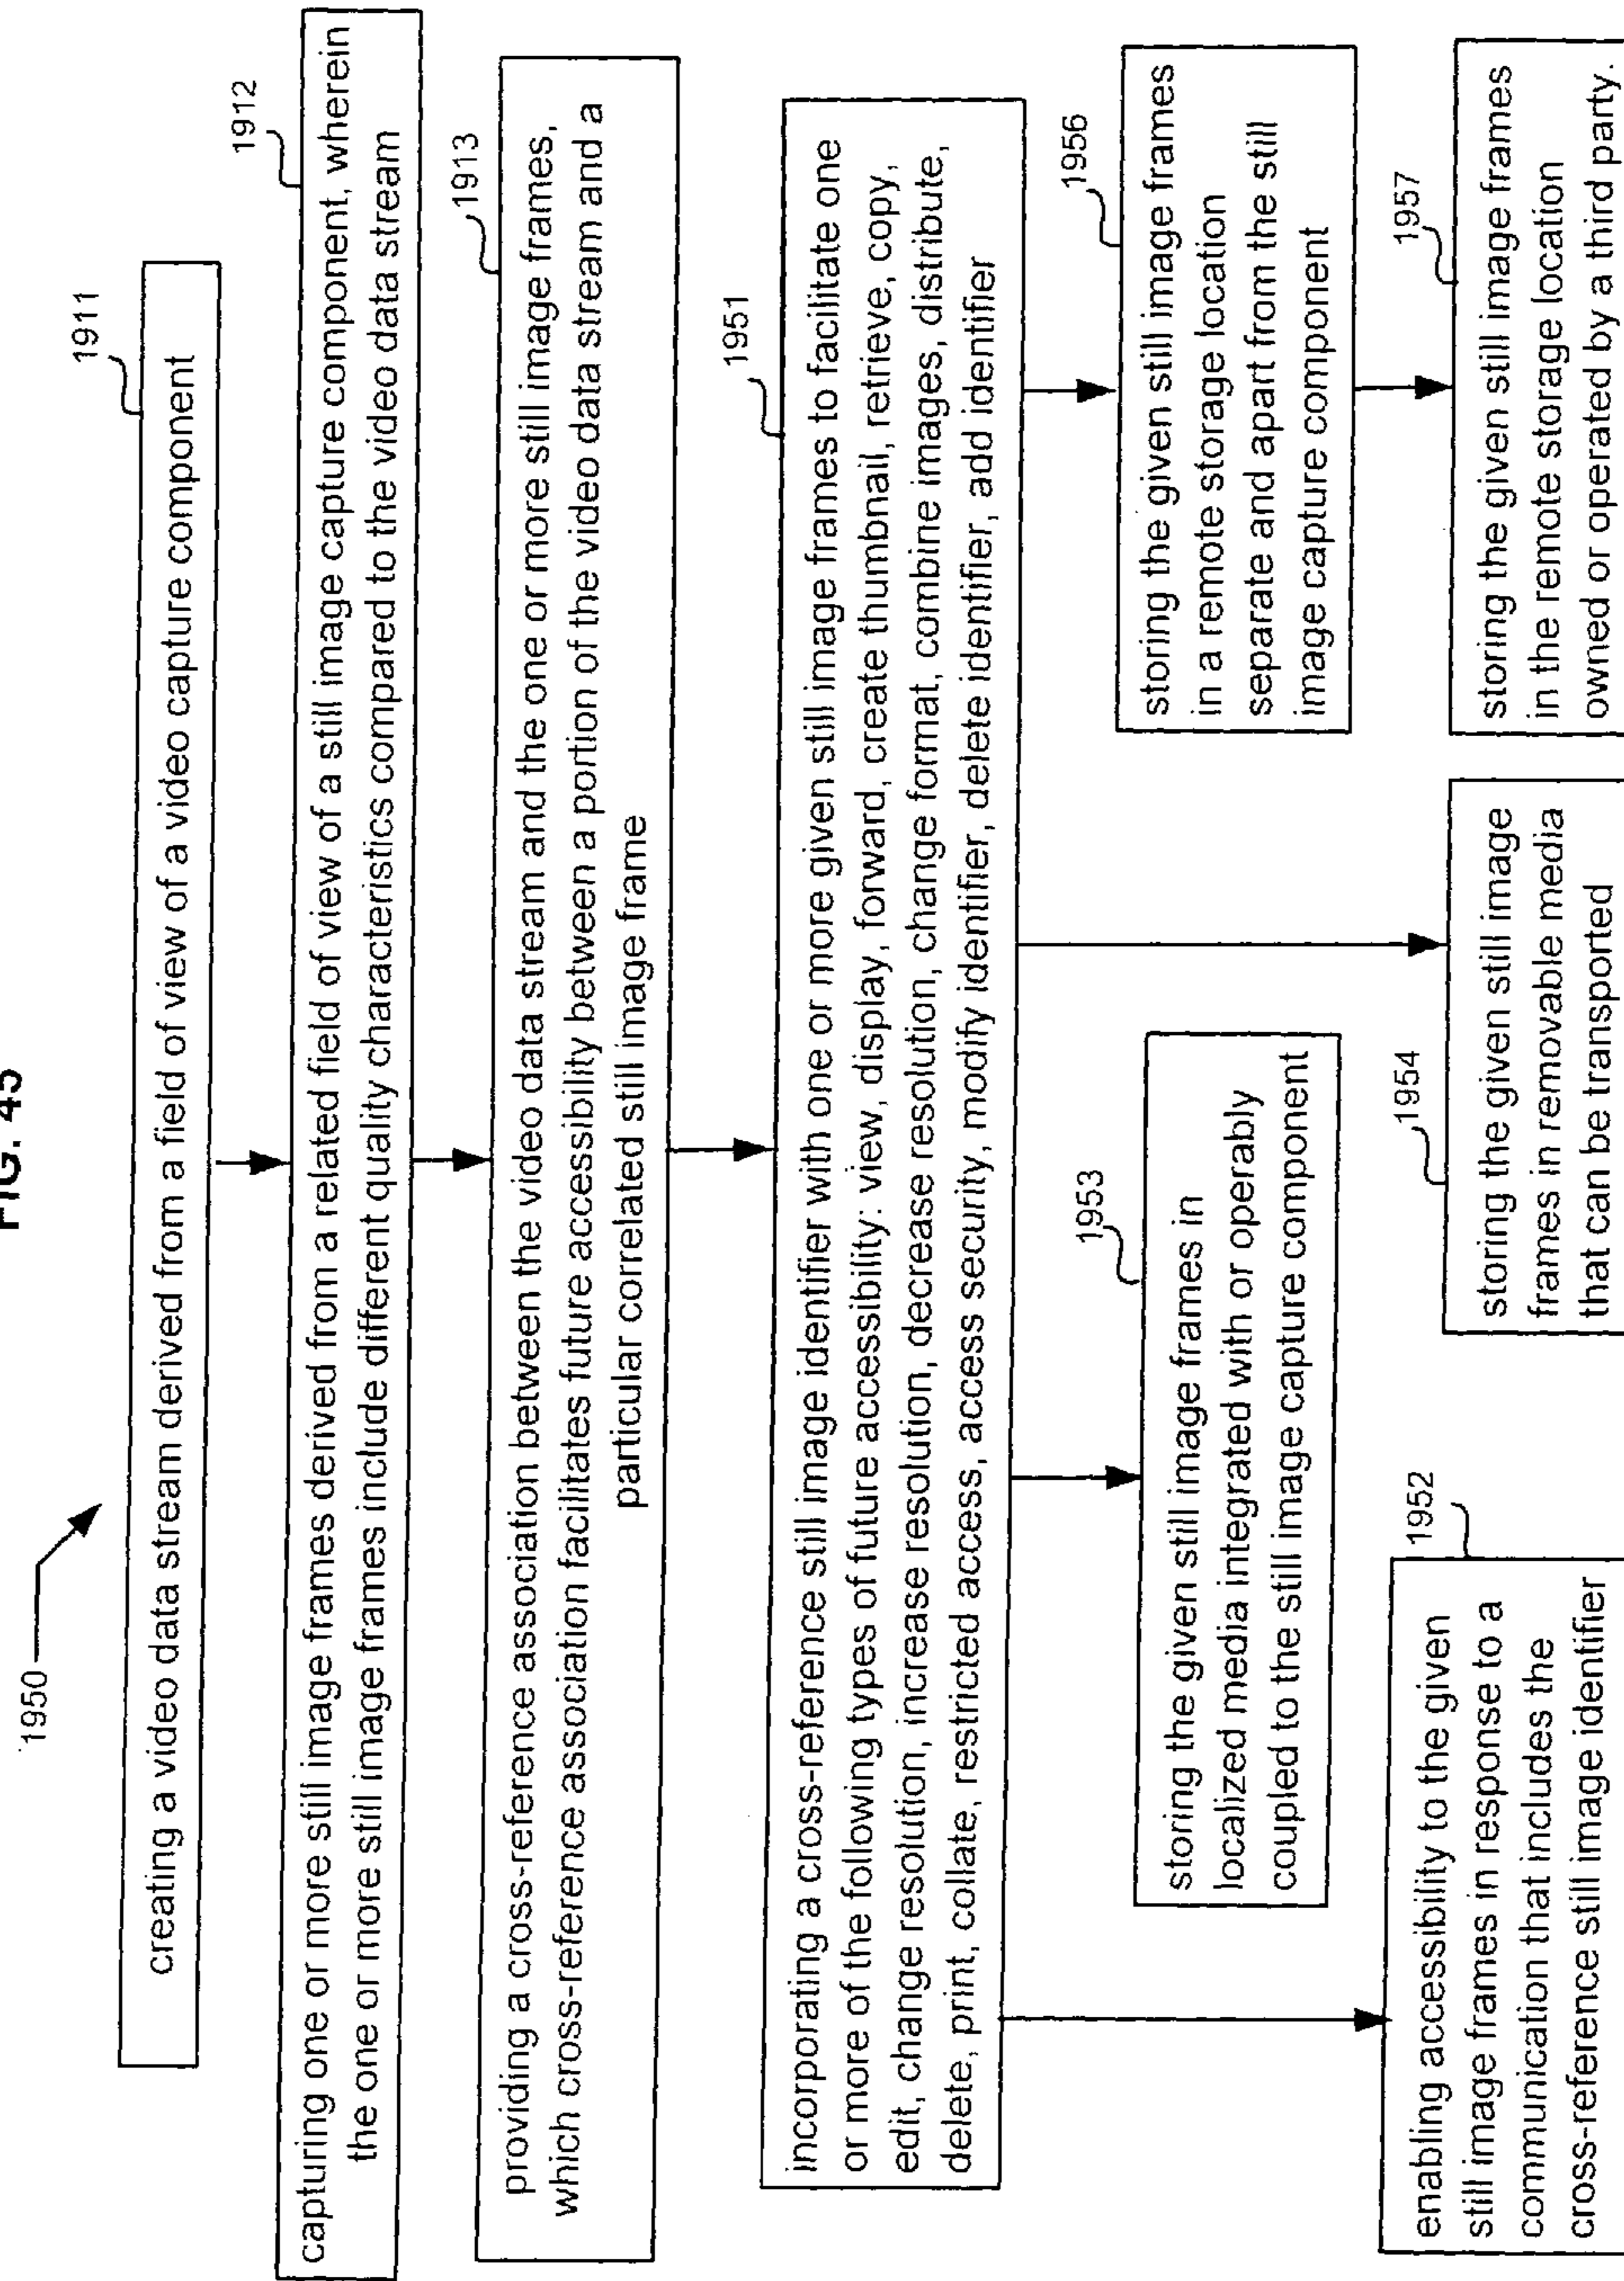 FIG. 45
1950
1911
creating a video data stream derived from a field of view of a video capture component
1912
capturing one or more still image frames derived from a related field of view of a still image capture component, wherein
the one or more still image frames include different quality characteristics compared to the video data stream
1913
providing a cross-reference association between the video data stream and the one or more still image frames,
which cross-reference association facilitates future accessibility between a portion of the video data stream and a
particular correlated still image frame
1951
incorporating a cross-reference still image identifier with one or more given still image frames to facilitate one
or more of the following types of future accessibility: view, display, forward, create thumbnail, retrieve, copy,
edit, change resolution, increase resolution, decrease resolution, change format, combine images, distribute,
delete, print, collate, restricted access, access security, modify identifier, delete identifier, add identifier
1952
enabling accessibility to the given
still image frames in response to a
communication that includes the
cross-reference still image identifier
1953
storing the given still image frames in
localized media integrated with or operably
coupled to the still image capture component
1954
storing the given still image
frames in removable media
that can be transported
1956
storing the given still image frames
in a remote storage location
separate and apart from the still
image capture component
1957
storing the given still image frames
in the remote storage location
owned or operated by a third party.